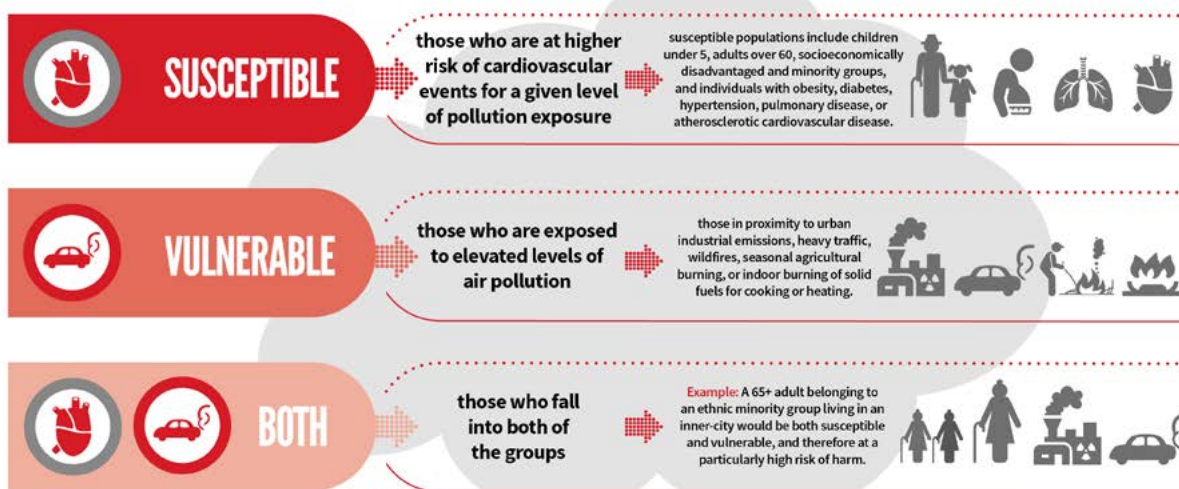 SUSCEPTIBLE
those who are at higher
risk of cardiovascular
events for a given level
of pollution exposure
susceptible populations include children
under 5, adults over 60, socioeconomically
disadvantaged and minority groups,
and individuals with obesity, diabetes,
hypertension, pulmonary disease, or
atherosclerotic cardiovascular disease.
VULNERABLE
those who are exposed
to elevated levels of
air pollution
those in proximity to urban
industrial emissions, heavy traffic,
wildfires, seasonal agricultural
burning, or indoor burning of solid
fuels for cooking or heating.
BOTH
those who fall
into both of
the groups
Example: A 65+ adult belonging to
an ethnic minority group living in an
inner-city would be both susceptible
and vulnerable, and therefore at a
particularly high risk of harm.